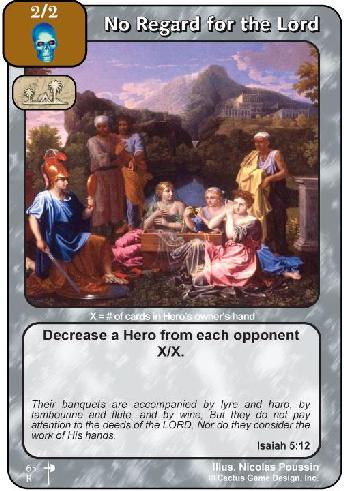 2/2
No Regard for the Lord
X = # of cards in Hero's owner's hand
Decrease a Hero from each opponent
X/X.
Their banquets are accompanied by lyre and harp, by
tambourine and flute, and by wine; But they do not pay
attention to the deeds of the LORD, Nor do they consider the
work of His hands.
Isaiah 5:12
Illus. Nicolas Poussin
R
© Cactus Game Design, Inc.